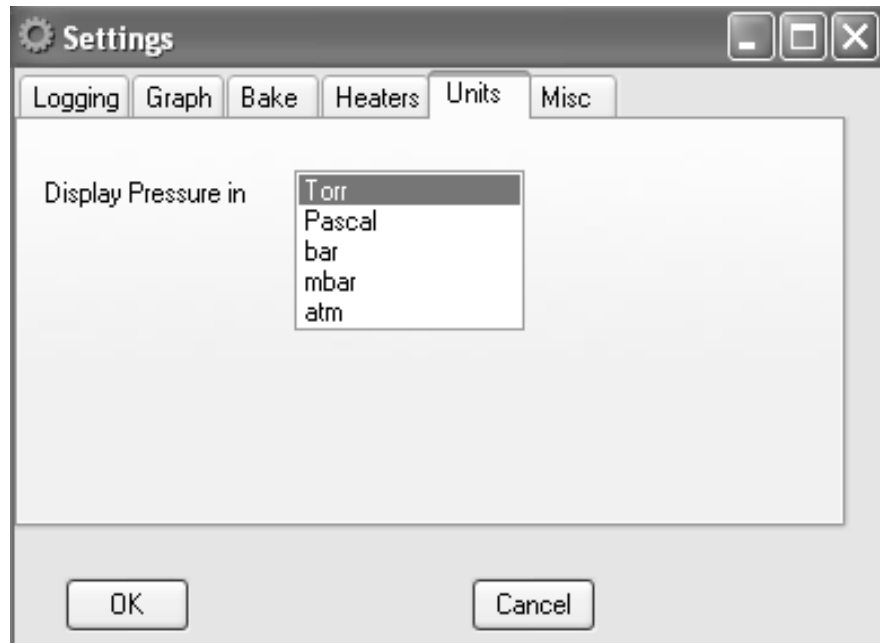 Settings
Logging Graph Bake Heaters Units Misc
Display Pressure in Torr
Pascal
bar
mbar
atm
OK Cancel